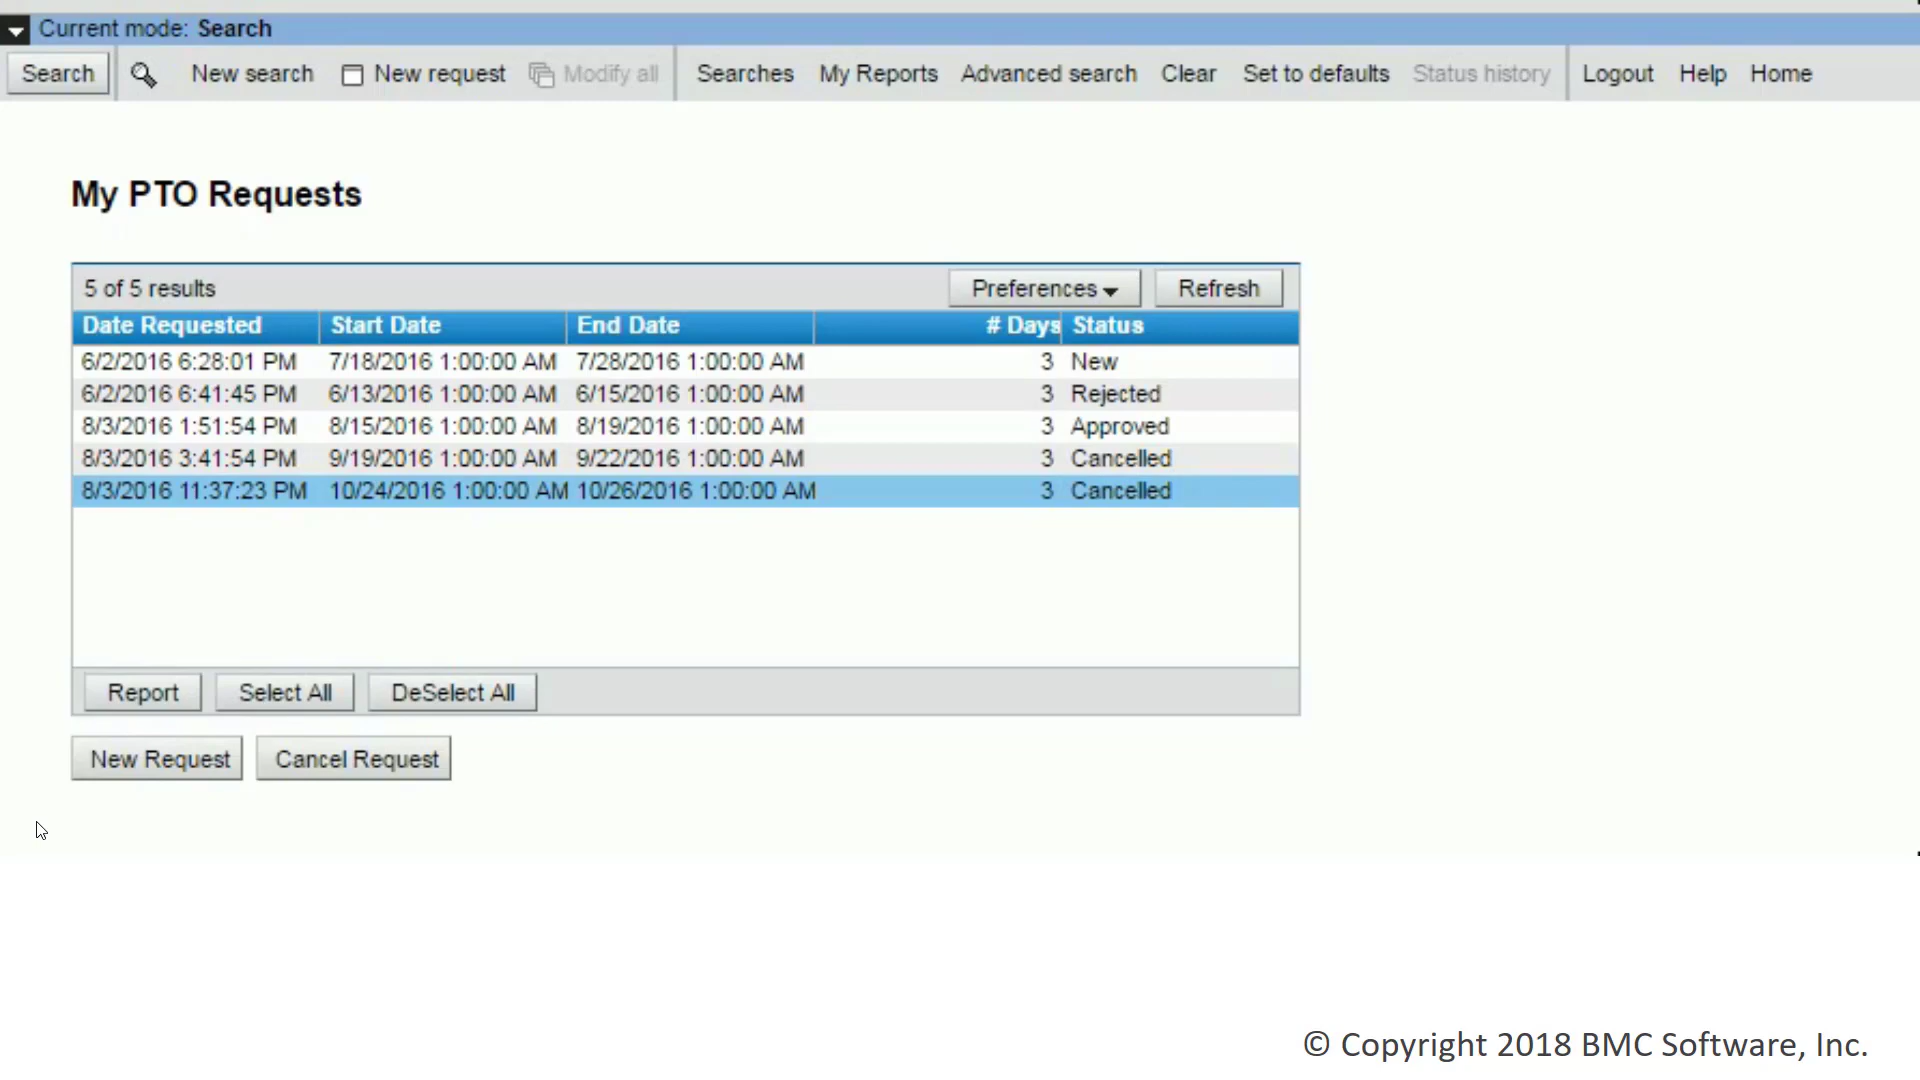 Current mode: Search
Search New search New request Modify all Searches My Reports Advanced search Clear Set to defaults Status history Logout Help Home
My PTO Requests
5 of 5 results Preferences Refresh
Date Requested Start Date End Date # Days Status
6/2/2016 6:28:01 PM 7/18/2016 1:00:00 AM 7/28/2016 1:00:00 AM 3 New
6/2/2016 6:41:45 PM 6/13/2016 1:00:00 AM 6/15/2016 1:00:00 AM 3 Rejected
8/3/2016 1:51:54 PM 8/15/2016 1:00:00 AM 8/19/2016 1:00:00 AM 3 Approved
8/3/2016 3:41:54 PM 9/19/2016 1:00:00 AM 9/22/2016 1:00:00 AM 3 Cancelled
8/3/2016 11:37:23 PM 10/24/2016 1:00:00 AM 10/26/2016 1:00:00 AM 3 Cancelled
Report Select All DeSelect All
New Request Cancel Request
© Copyright 2018 BMC Software, Inc.